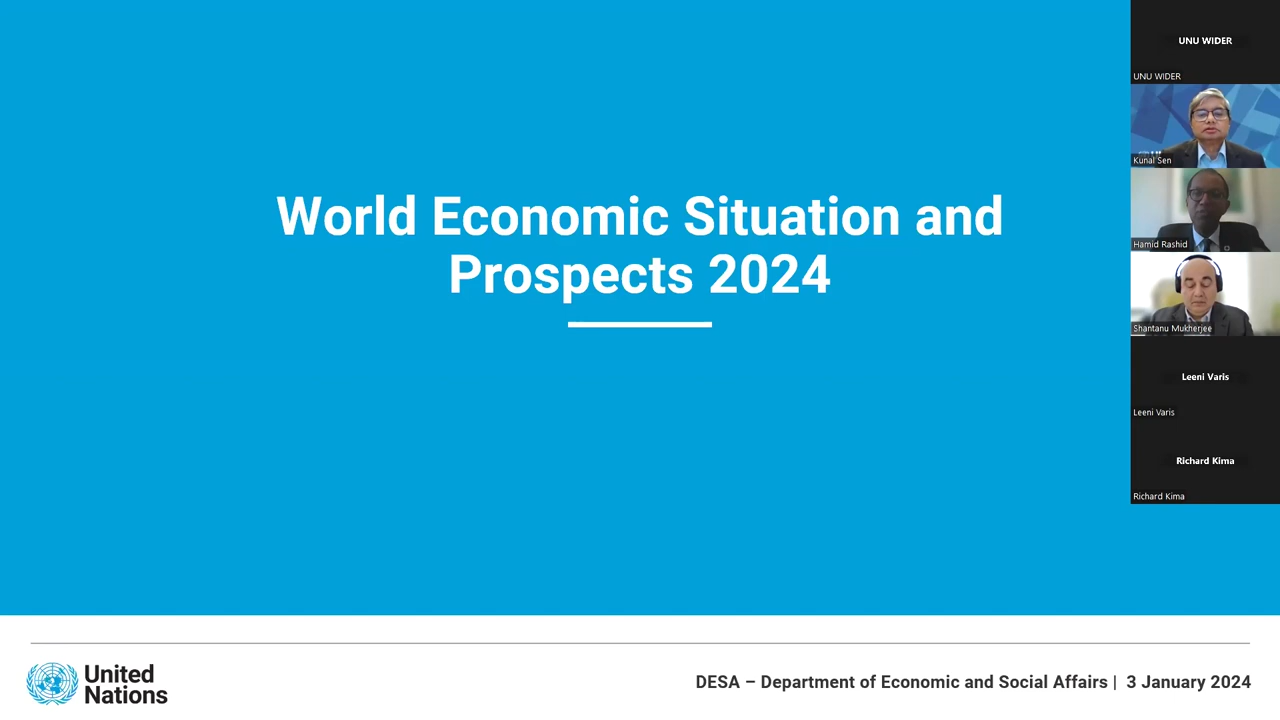 World Economic Situation and
Prospects 2024
UNU WIDER
UNU WIDER
Kunal Sen
Hamid Rashid
Shantanu Mukherjee
Leeni Varis
Leeni Varis
Richard Kima
Richard Kima
United
Nations
DESA – Department of Economic and Social Affairs | 3 January 2024